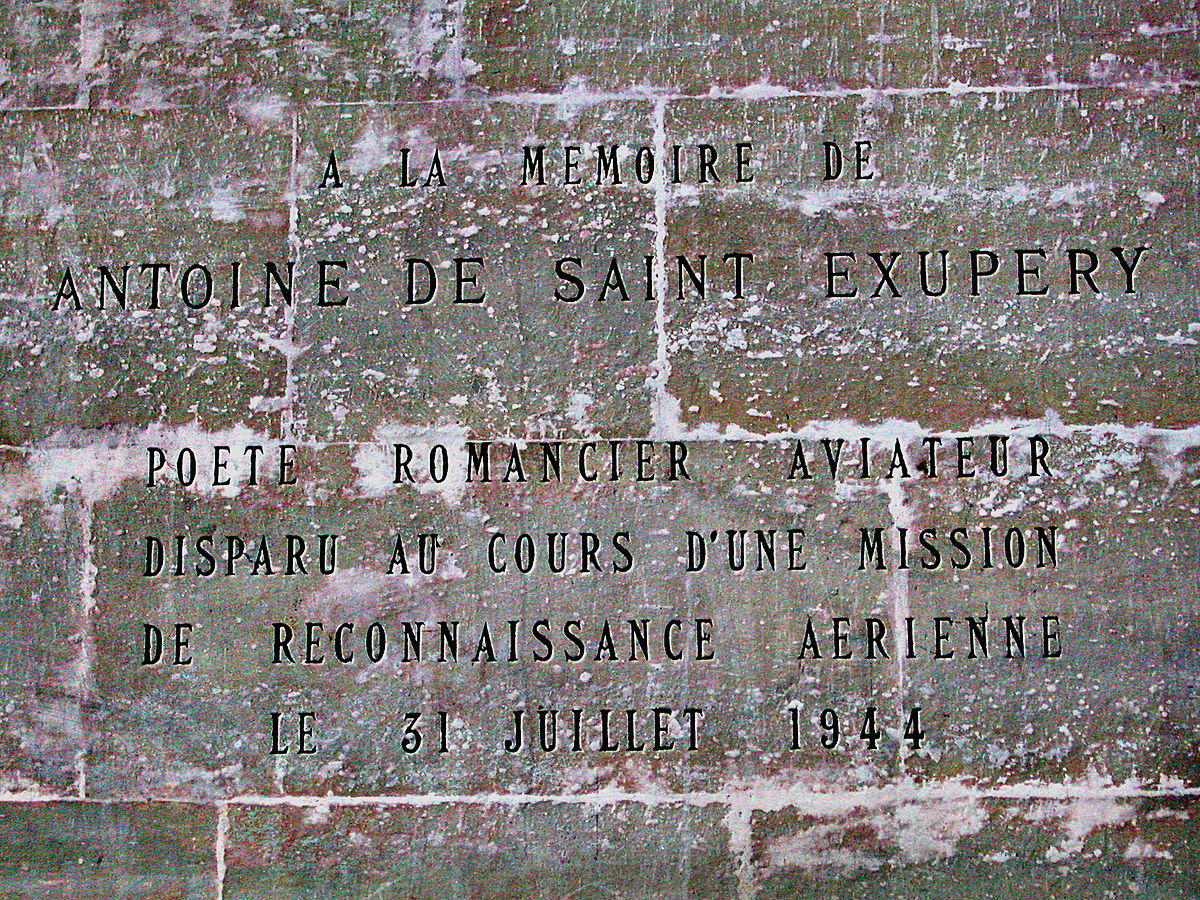 A LA MEMOIRE DE
ANTOINE DE SAINT EXUPERY
POETE ROMANCIER AVIATEUR
DISPARU AU COURS D'UNE MISSION
DE RECONNAISSANCE AERIENNE
LE 31 JUILLET 1944